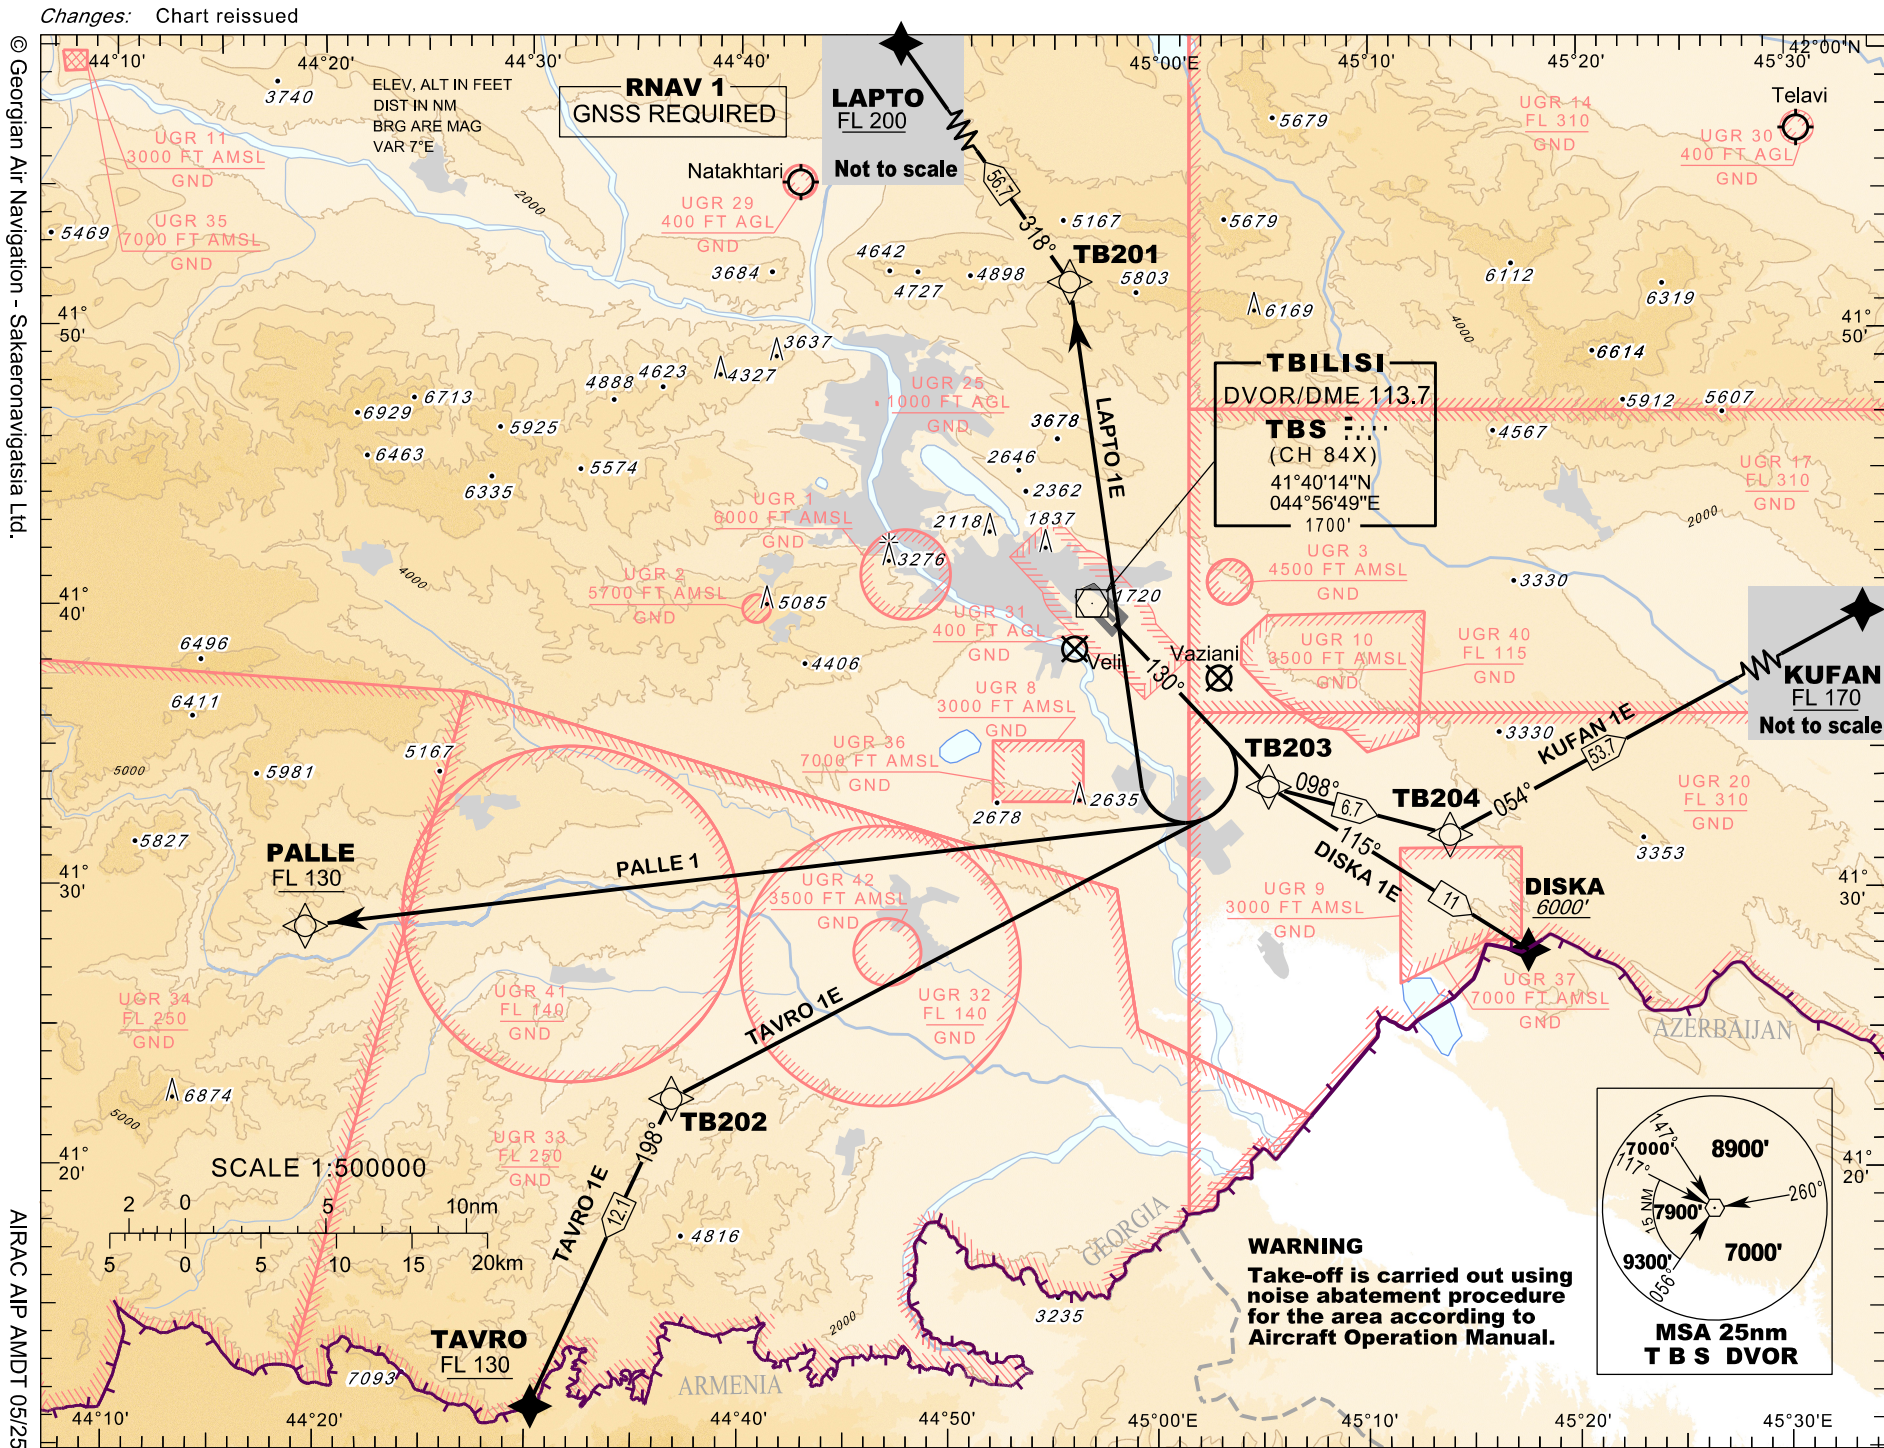 Changes: Chart reissued
© Georgian Air Navigation - Sakaeronavigatsia Ltd.
AIRAC AIP AMDT 05/25
44°10'
44°20'
44°30'
44°40'
45°00'E
45°10'
45°20'
45°30'
42°00'N
3740
ELEV, ALT IN FEET
DIST IN NM
BRG ARE MAG
VAR 7°E
RNAV 1
GNSS REQUIRED
LAPTO
FL 200
Not to scale
56.7
318°
TB201
UGR 11
3000 FT AMSL
GND
UGR 35
7000 FT AMSL
GND
5469
2000
Natakhtari
UGR 29
400 FT AGL
GND
3684
4642
4727
4898
5167
5803
5679
5679
6169
UGR 14
FL 310
GND
Telavi
UGR 30
400 FT AGL
GND
6112
6319
4000
6614
41°
50'
41°
50'
3637
4327
4623
4888
6713
6929
5925
6463
6335
5574
UGR 25
1000 FT AGL
GND
3678
2646
2362
LAPTO 1E
TBILISI
DVOR/DME 113.7
TBS
(CH 84X)
41°40'14"N
044°56'49"E
1700'
5912
5607
4567
UGR 17
FL 310
GND
2000
UGR 1
6000 FT AMSL
GND
2118
1837
3276
UGR 2
5700 FT AMSL
GND
5085
4000
41°
40'
41°
40'
UGR 3
4500 FT AMSL
GND
3330
1720
UGR 31
400 FT AGL
GND
Veli
Vaziani
130°
UGR 10
3500 FT AMSL
GND
UGR 40
FL 115
GND
KUFAN
FL 170
Not to scale
KUFAN 1E
53.7
054°
6496
4406
6411
5167
5981
5000
5827
UGR 8
3000 FT AMSL
GND
UGR 36
7000 FT AMSL
GND
2635
2678
TB203
098°
6.7
TB204
3330
UGR 20
FL 310
GND
3353
115°
DISKA 1E
11
DISKA
6000'
PALLE
FL 130
PALLE 1
41°
30'
41°
30'
UGR 42
3500 FT AMSL
GND
UGR 9
3000 FT AMSL
GND
UGR 37
7000 FT AMSL
GND
UGR 34
FL 250
GND
UGR 41
FL 140
GND
UGR 32
FL 140
GND
TAVRO 1E
AZERBAIJAN
6874
5000
TB202
198°
UGR 33
FL 250
GND
12.1
TAVRO 1E
41°
20'
SCALE 1:500000
2 0 5 10nm
5 0 5 10 15 20km
4816
GEORGIA
3235
2000
TAVRO
FL 130
7093
ARMENIA
WARNING
Take-off is carried out using
noise abatement procedure
for the area according to
Aircraft Operation Manual.
147°
7000'
117°
8900'
260°
15 NM
7900'
9300'
056°
7000'
MSA 25nm
T B S DVOR
41°
20'
44°10'
44°20'
44°40'
44°50'
45°00'E
45°10'
45°20'
45°30'